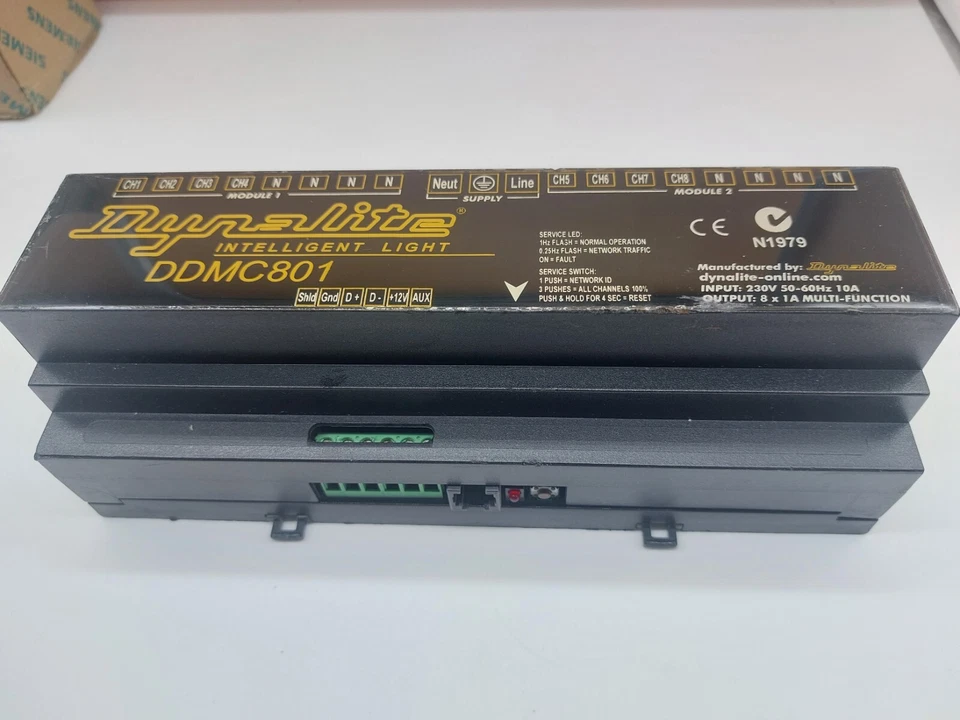 SIEMENS
SIEMENS
CH1 CH2 CH3 CH4 N N N N
MODULE 1
Neut Line
SUPPLY
CH5 CH6 CH7 CH8 N N N N
MODULE 2
Dynalite®
INTELLIGENT LIGHT
DDMC801
Shld Gnd D+ D- +12V AUX
SERVICE LED:
1Hz FLASH = NORMAL OPERATION
0.25Hz FLASH = NETWORK TRAFFIC
ON = FAULT
SERVICE SWITCH:
1 PUSH = NETWORK ID
3 PUSHES = ALL CHANNELS 100%
PUSH & HOLD FOR 4 SEC = RESET
CE
N1979
Manufactured by: Dynalite
dynalite-online.com
INPUT: 230V 50-60Hz 10A
OUTPUT: 8 x 1A MULTI-FUNCTION